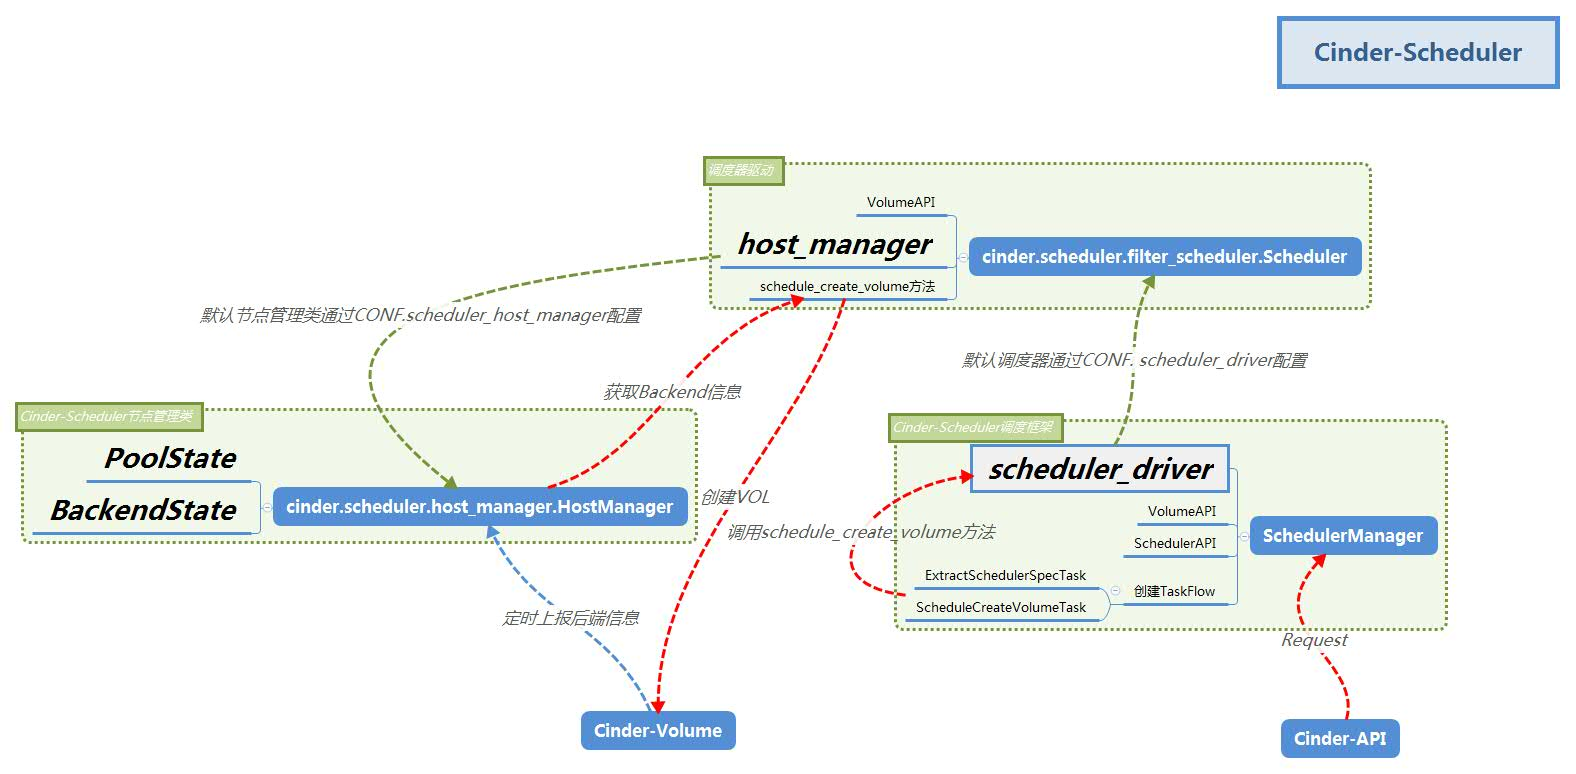 Cinder-Scheduler
调度器驱动
VolumeAPI
host_manager
cinder.scheduler.filter_scheduler.Scheduler
schedule_create_volume方法
默认节点管理类通过CONF.scheduler_host_manager配置
默认调度器通过CONF. scheduler_driver配置
获取Backend信息
Cinder-Scheduler节点管理类
PoolState
BackendState
cinder.scheduler.host_manager.HostManager
Cinder-Scheduler调度框架
scheduler_driver
创建VOL
调用schedule_create_volume方法
VolumeAPI
SchedulerAPI
SchedulerManager
ExtractSchedulerSpecTask
创建TaskFlow
ScheduleCreateVolumeTask
定时上报后端信息
Request
Cinder-Volume
Cinder-API